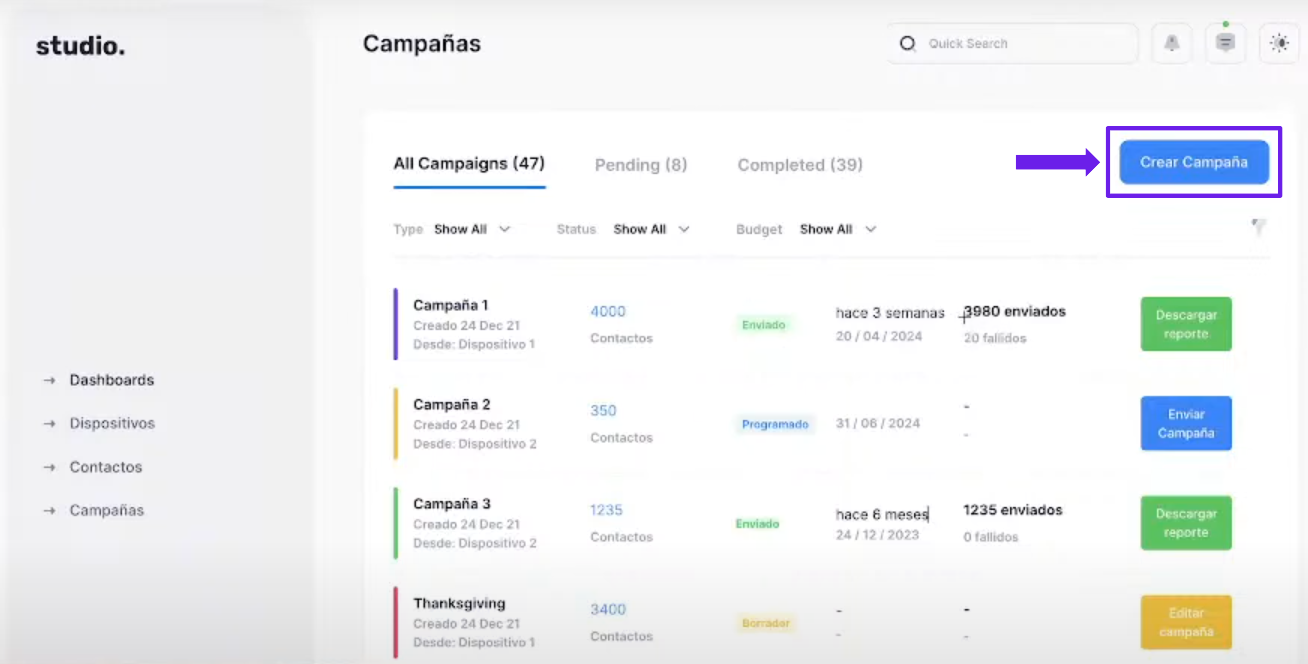 studio.
Campañas
Quick Search
All Campaigns (47)
Pending (8)
Completed (39)
Crear Campaña
Type Show All
Status Show All
Budget Show All
Campaña 1
Creado 24 Dec 21
Desde: Dispositivo 1
4000
Contactos
Enviado
hace 3 semanas
20 / 04 / 2024
3980 enviados
20 fallidos
Descargar
reporte
Dashboards
Dispositivos
Contactos
Campañas
Campaña 2
Creado 24 Dec 21
Desde: Dispositivo 2
350
Contactos
Programado
31 / 06 / 2024
-
-
Enviar
Campaña
Campaña 3
Creado 24 Dec 21
Desde: Dispositivo 2
1235
Contactos
Enviado
hace 6 meses
24 / 12 / 2023
1235 enviados
0 fallidos
Descargar
reporte
Thanksgiving
Creado 24 Dec 21
Desde: Dispositivo 1
3400
Contactos
Borrador
-
-
-
-
Editar
campaña